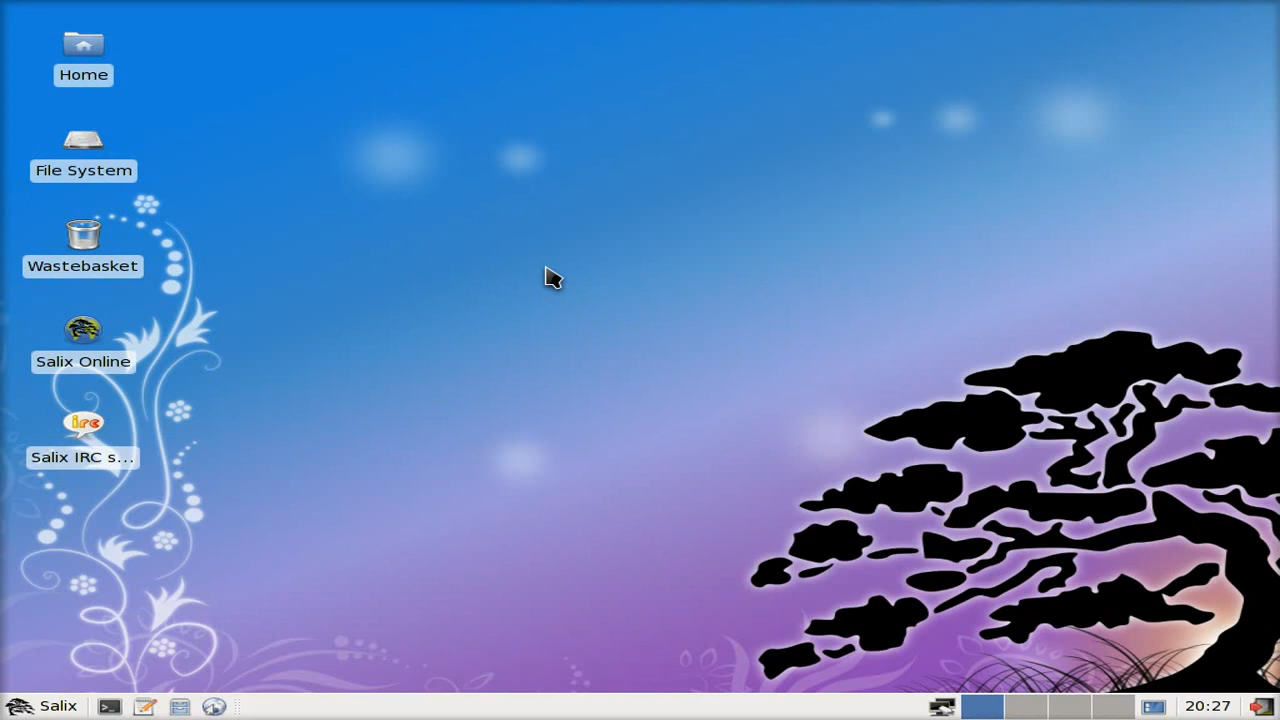 Home
File System
Wastebasket
Salix Online
irc
Salix IRC s...
Salix
20:27